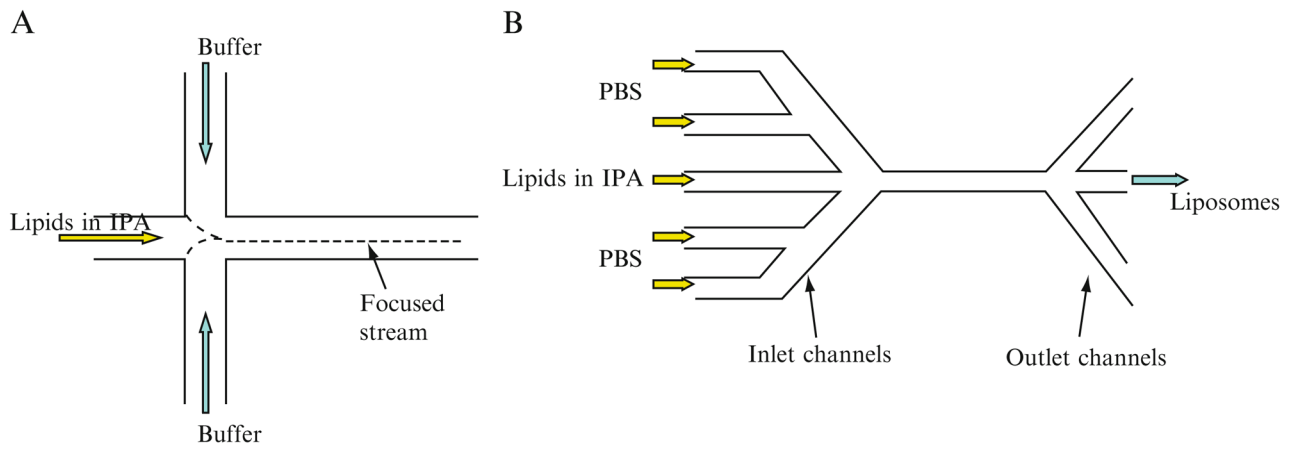 A
Buffer
Lipids in IPA
Focused
stream
Buffer
B
PBS
Lipids in IPA
PBS
Liposomes
Inlet channels
Outlet channels